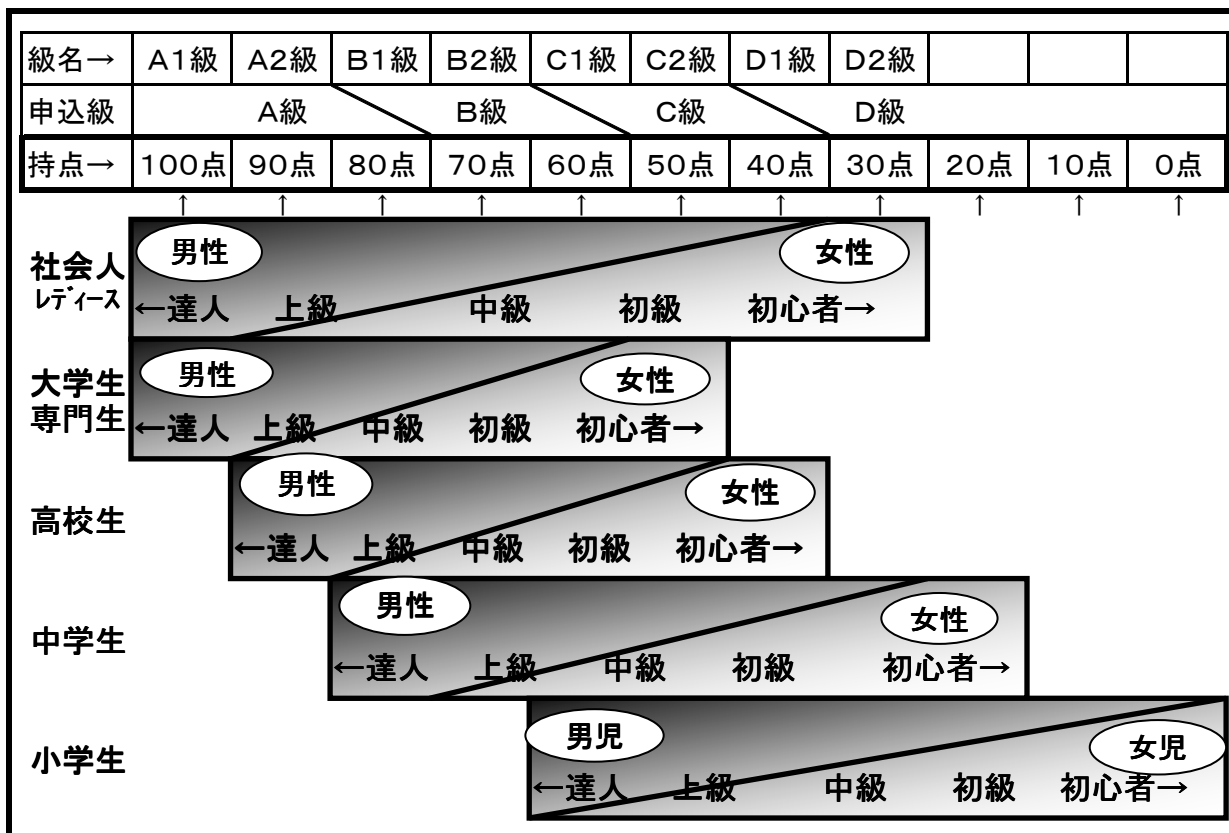 級名→ A1級 A2級 B1級 B2級 C1級 C2級 D1級 D2級
申込級 A級 B級 C級 D級
持点→ 100点 90点 80点 70点 60点 50点 40点 30点 20点 10点 0点
↑ ↑ ↑ ↑ ↑ ↑ ↑ ↑ ↑ ↑ ↑
男性 女性
社会人
レディース
←達人 上級 中級 初級 初心者→
男性 女性
大学生
専門生
←達人 上級 中級 初級 初心者→
男性 女性
高校生
←達人 上級 中級 初級 初心者→
男性 女性
中学生
←達人 上級 中級 初級 初心者→
男児 女児
小学生
←達人 上級 中級 初級 初心者→